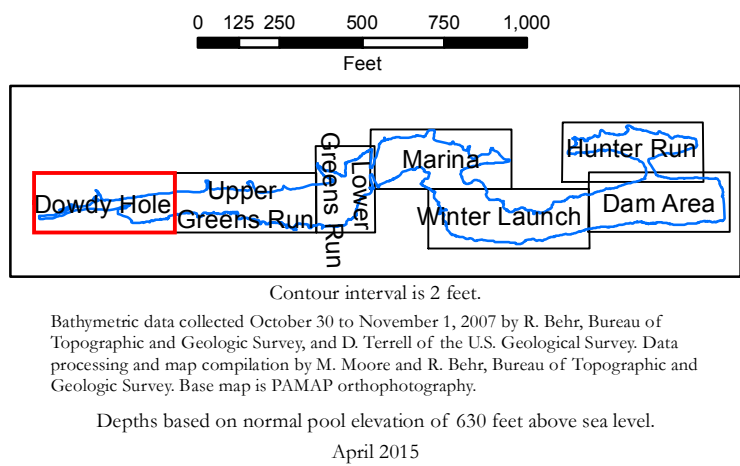 0 125 250 500 750 1,000
Feet
Dowdy Hole
Upper
Greens Run
Lower
Greens Run
Marina
Winter Launch
Hunter Run
Dam Area
Contour interval is 2 feet.
Bathymetric data collected October 30 to November 1, 2007 by R. Behr, Bureau of
Topographic and Geologic Survey, and D. Terrell of the U.S. Geological Survey. Data
processing and map compilation by M. Moore and R. Behr, Bureau of Topographic and
Geologic Survey. Base map is PAMAP orthophotography.
Depths based on normal pool elevation of 630 feet above sea level.
April 2015